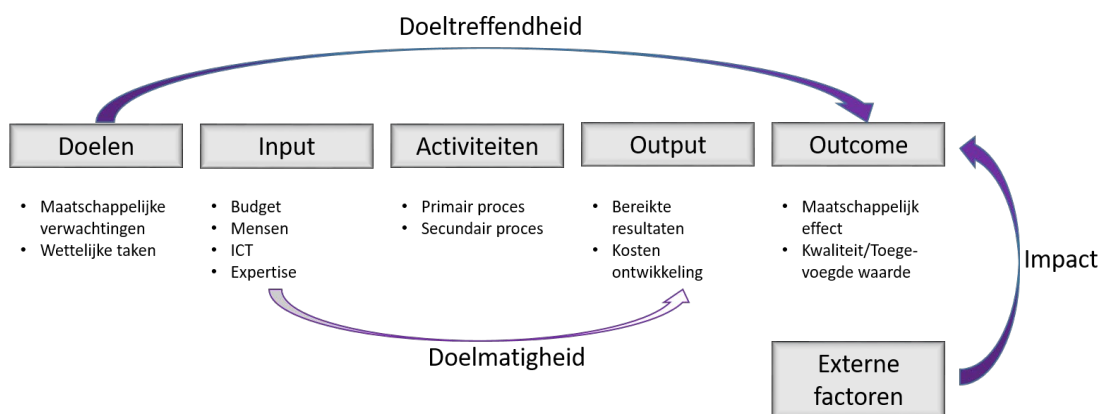 Doeltreffendheid
Doelen
Input
Activiteiten
Output
Outcome
• Maatschappelijke
verwachtingen
• Wettelijke taken
• Budget
• Mensen
• ICT
• Expertise
• Primair proces
• Secundair proces
• Bereikte
resultaten
• Kosten
ontwikkeling
• Maatschappelijk
effect
• Kwaliteit/Toege-
voegde waarde
Impact
Doelmatigheid
Externe
factoren